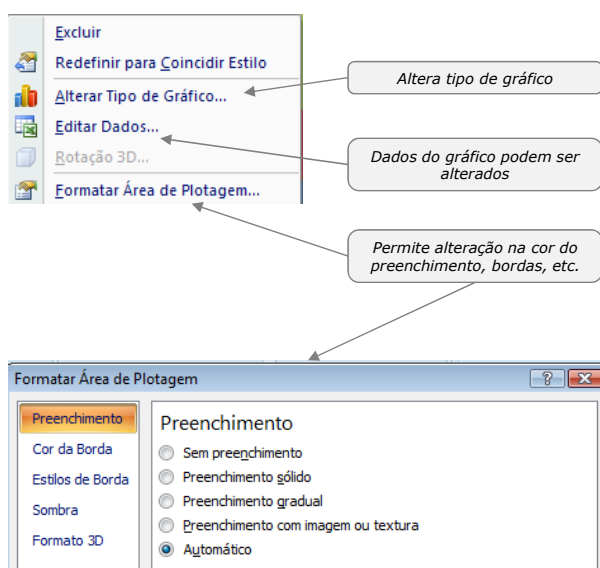 Excluir
Redefinir para Coincidir Estilo
Alterar Tipo de Gráfico...
Editar Dados...
Rotação 3D...
Formatar Área de Plotagem...
Altera tipo de gráfico
Dados do gráfico podem ser
alterados
Permite alteração na cor do
preenchimento, bordas, etc.
Formatar Área de Plotagem
Preenchimento
Cor da Borda
Estilos de Borda
Sombra
Formato 3D
Preenchimento
Sem preenchimento
Preenchimento sólido
Preenchimento gradual
Preenchimento com imagem ou textura
Automático